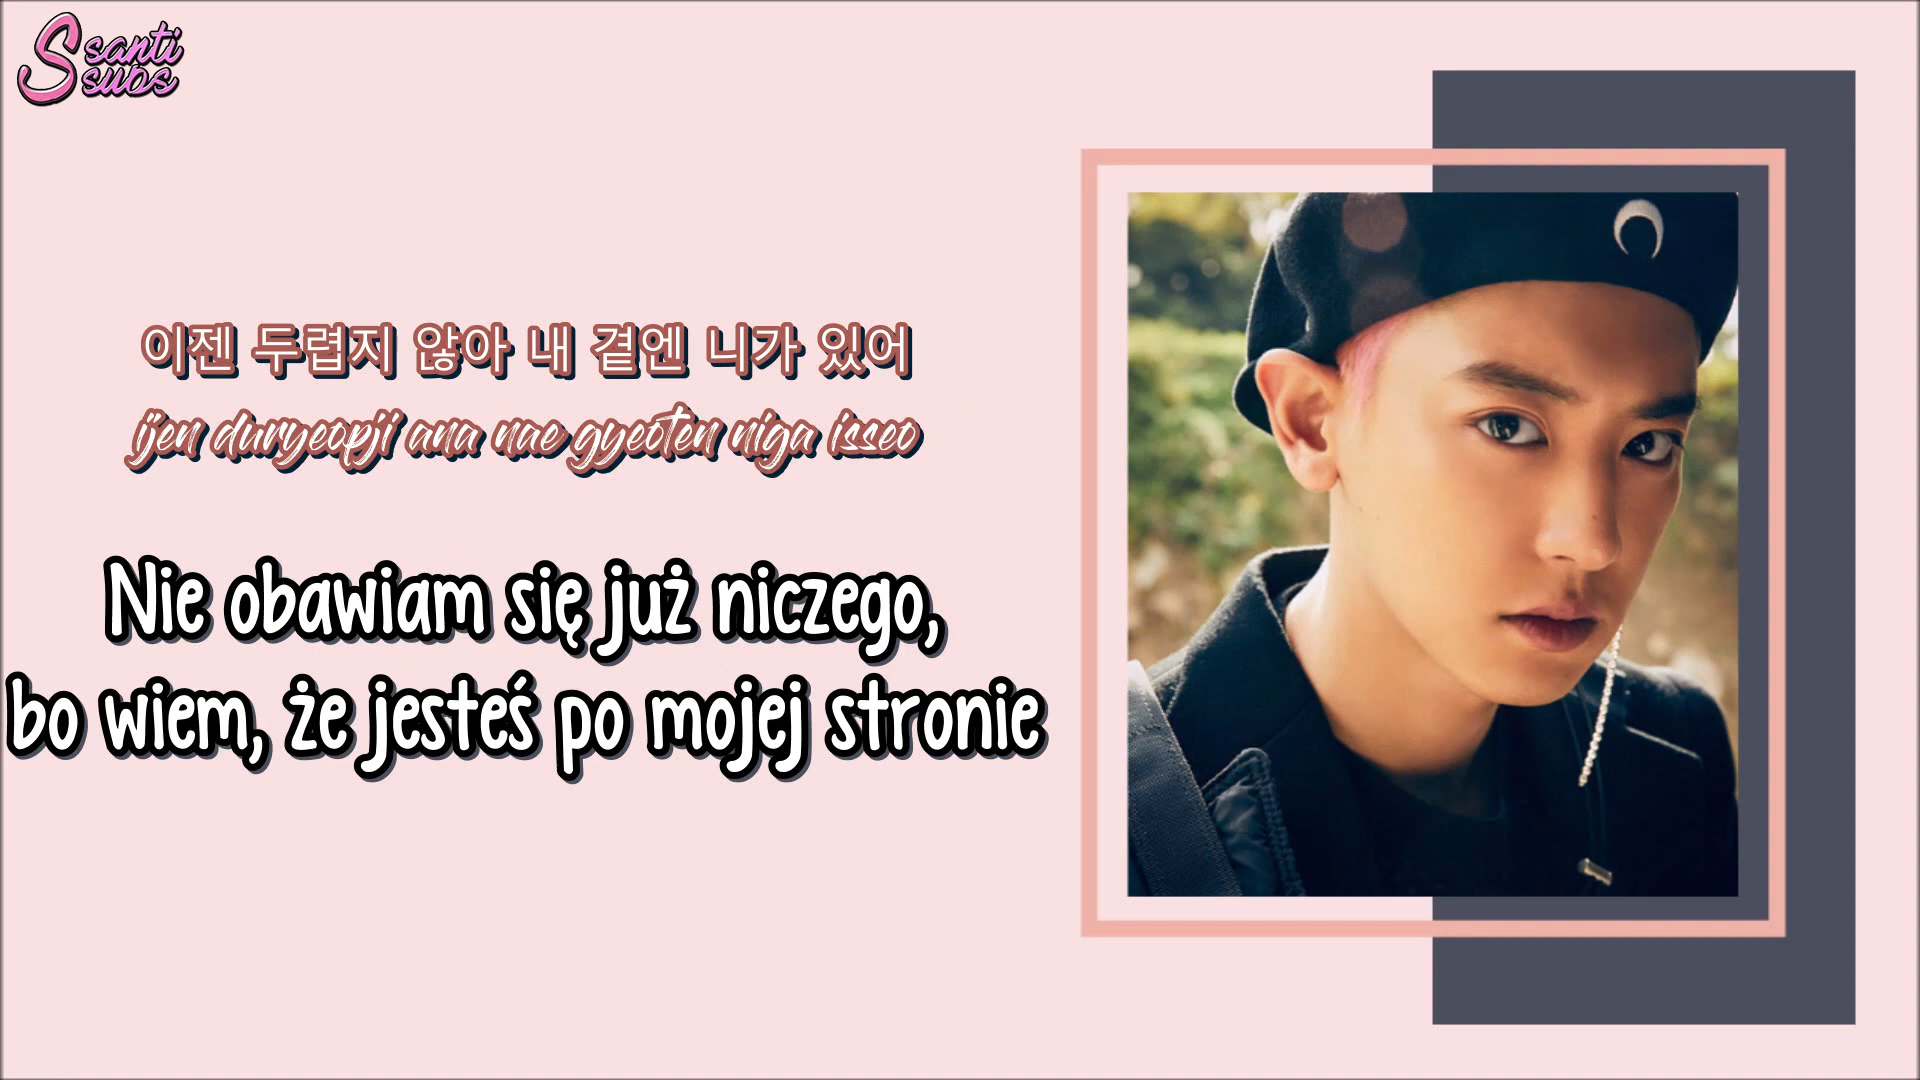 Ssanti
subs
이젠 두렵지 않아 내 곁엔 니가 있어
ijen duryeopji ana nae gyeoten niga isseo
Nie obawiam się już niczego,
bo wiem, że jesteś po mojej stronie